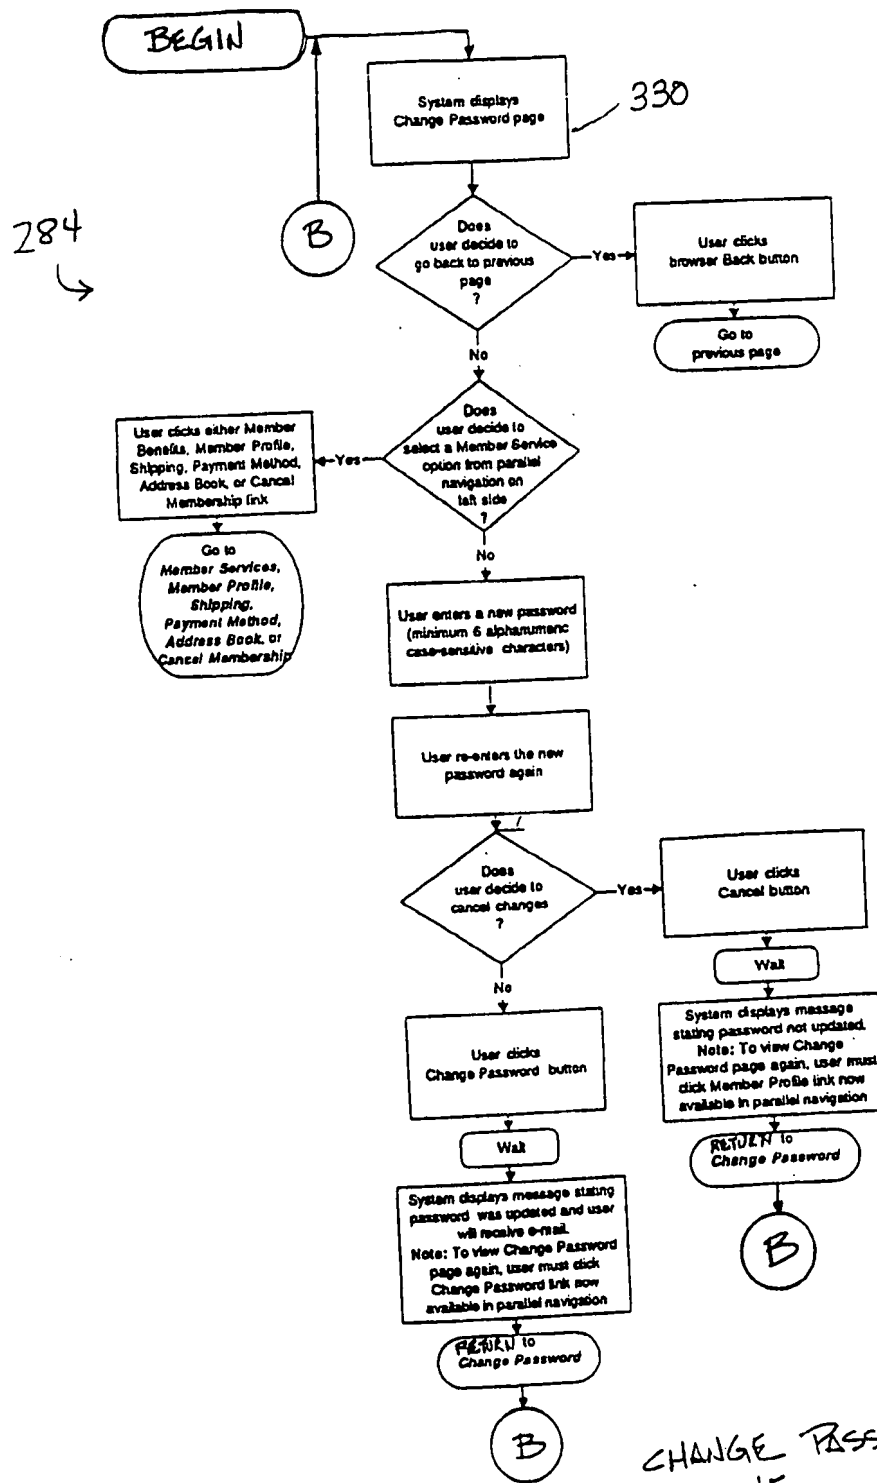 BEGIN
System displays
Change Password page
330
284
B
Does
user decide to
go back to previous
page
?
Yes
User clicks
browser Back button
Go to
previous page
No
Does
user decide to
select a Member Service
option from parallel
navigation on
left side
?
Yes
User clicks either Member
Benefits, Member Profile,
Shipping, Payment Method,
Address Book, or Cancel
Membership link
Go to
Member Services,
Member Profile,
Shipping,
Payment Method,
Address Book, or
Cancel Membership
No
User enters a new password
(minimum 6 alphanumeric
case-sensitive characters)
User re-enters the new
password again
Does
user decide to
cancel changes
?
Yes
User clicks
Cancel button
Wait
System displays message
stating password not updated.
Note: To view Change
Password page again, user must
click Member Profile link now
available in parallel navigation
RETURN to
Change Password
B
No
User clicks
Change Password button
Wait
System displays message stating
password was updated and user
will receive e-mail.
Note: To view Change Password
page again, user must click
Change Password link now
available in parallel navigation
RETURN to
Change Password
B
CHANGE PASS